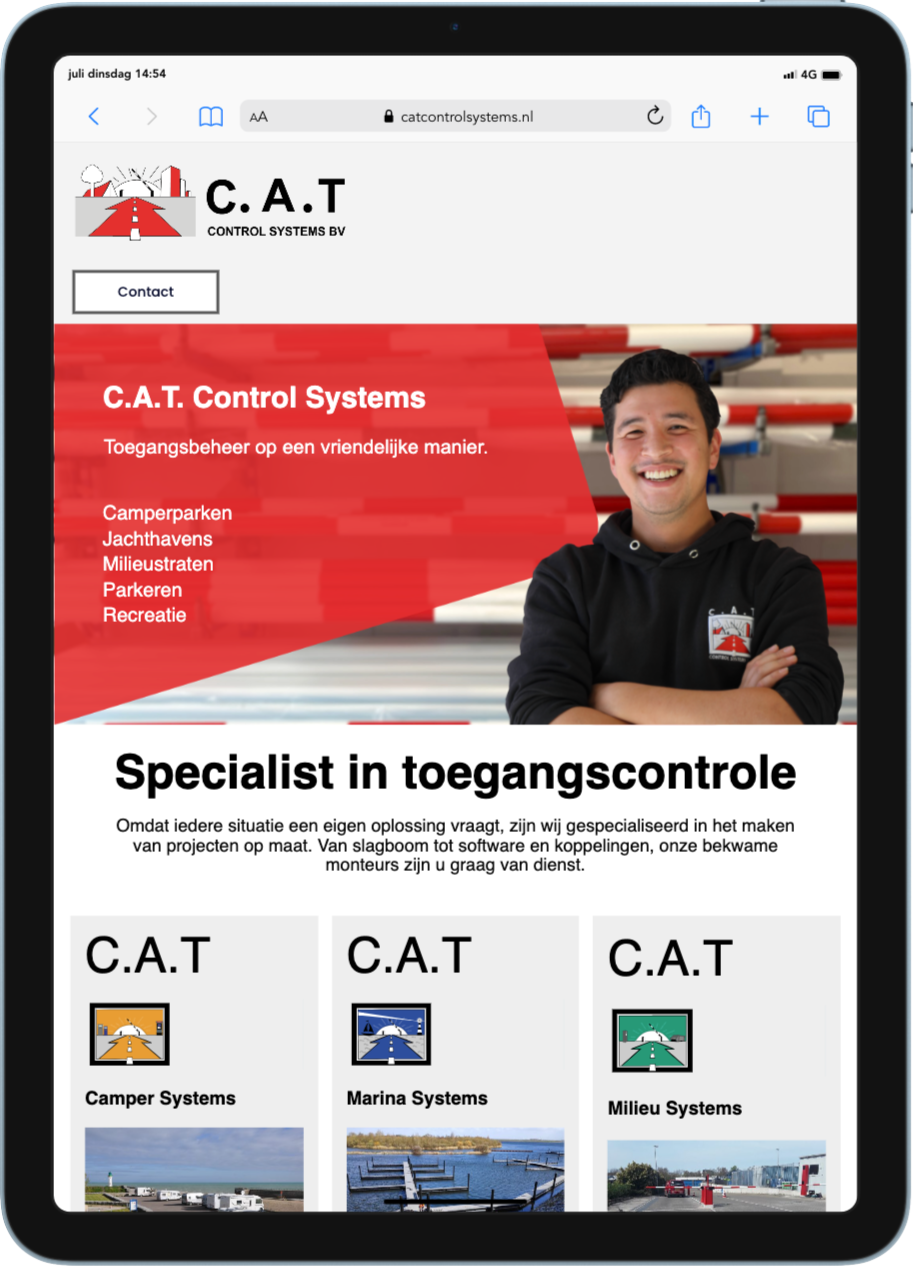 juli dinsdag 14:54
4G
AA
catcontrolsystems.nl
C. A.T
CONTROL SYSTEMS BV
Contact
C.A.T. Control Systems
Toegangsbeheer op een vriendelijke manier.
Camperparken
Jachthavens
Milieustraten
Parkeren
Recreatie
C.A.T
CONTROL SYSTEMS
Specialist in toegangscontrole
Omdat iedere situatie een eigen oplossing vraagt, zijn wij gespecialiseerd in het maken
van projecten op maat. Van slagboom tot software en koppelingen, onze bekwame
monteurs zijn u graag van dienst.
C.A.T
C.A.T
C.A.T
Camper Systems
Marina Systems
Milieu Systems